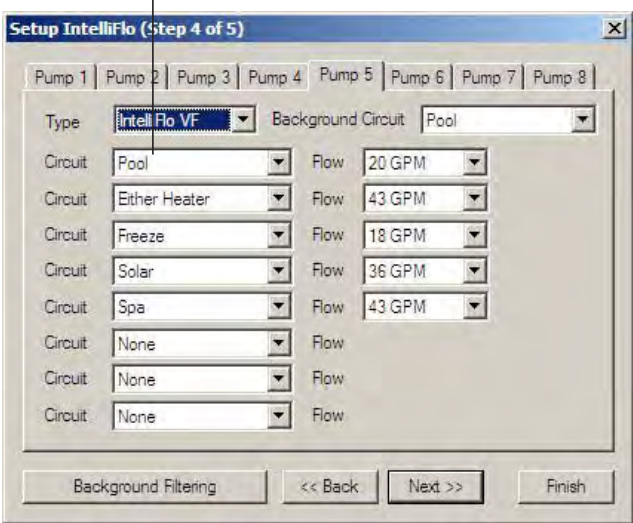 Setup IntelliFlo (Step 4 of 5)
Pump 1 Pump 2 Pump 3 Pump 4 Pump 5 Pump 6 Pump 7 Pump 8
Type Intelli Flo VF Background Circuit Pool
Circuit Pool Flow 20 GPM
Circuit Either Heater Flow 43 GPM
Circuit Freeze Flow 18 GPM
Circuit Solar Flow 36 GPM
Circuit Spa Flow 43 GPM
Circuit None Flow
Circuit None Flow
Circuit None Flow
Background Filtering << Back Next >> Finish